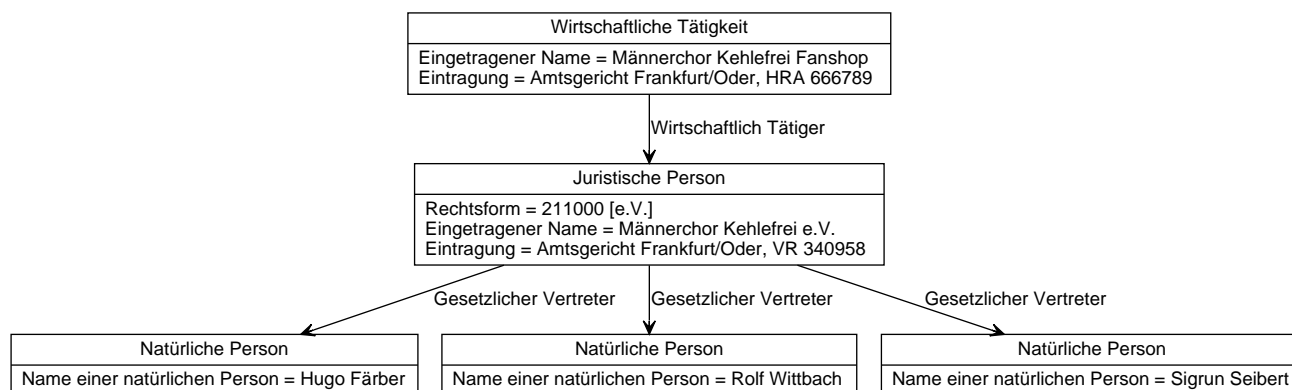 Wirtschaftliche Tätigkeit
Eingetragener Name = Männerchor Kehlefrei Fanshop
Eintragung = Amtsgericht Frankfurt/Oder, HRA 666789
Wirtschaftlich Tätiger
Juristische Person
Rechtsform = 211000 [e.V.]
Eingetragener Name = Männerchor Kehlefrei e.V.
Eintragung = Amtsgericht Frankfurt/Oder, VR 340958
Gesetzlicher Vertreter
Gesetzlicher Vertreter
Gesetzlicher Vertreter
Natürliche Person
Name einer natürlichen Person = Hugo Färber
Natürliche Person
Name einer natürlichen Person = Rolf Wittbach
Natürliche Person
Name einer natürlichen Person = Sigrun Seibert